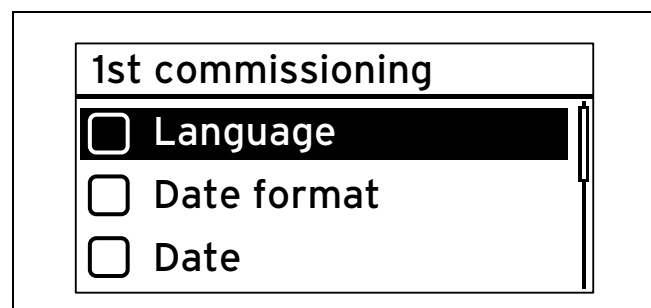 1st commissioning
Language
Date format
Date